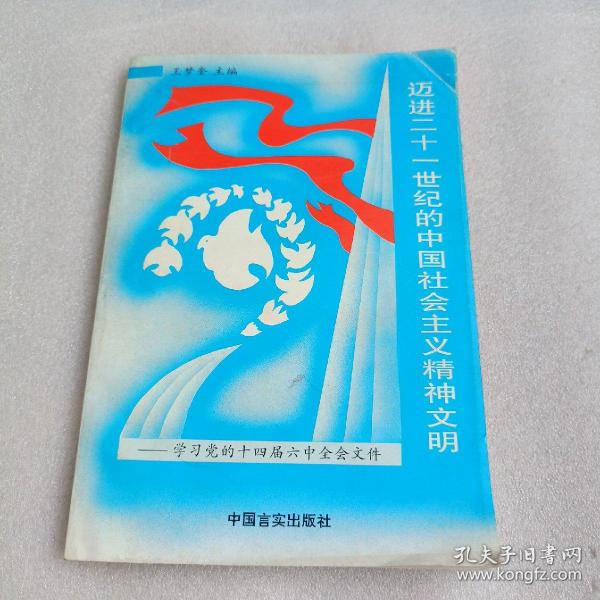 王梦奎 主编
迈进二十一世纪的中国社会主义精神文明
——学习党的十四届六中全会文件
中国言实出版社
孔夫子旧书网
www.kongfz.com